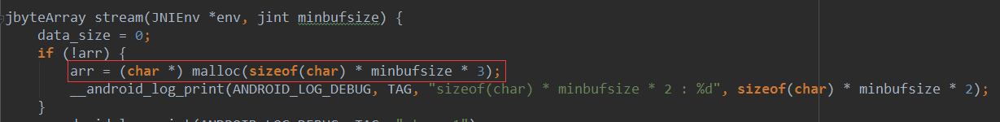 jbyteArray stream(JNIEnv *env, jint minbufsize) {
data_size = 0;
if (!arr) {
arr = (char *) malloc(sizeof(char) * minbufsize * 3);
__android_log_print(ANDROID_LOG_DEBUG, TAG, "sizeof(char) * minbufsize * 2 : %d", sizeof(char) * minbufsize * 2);
}